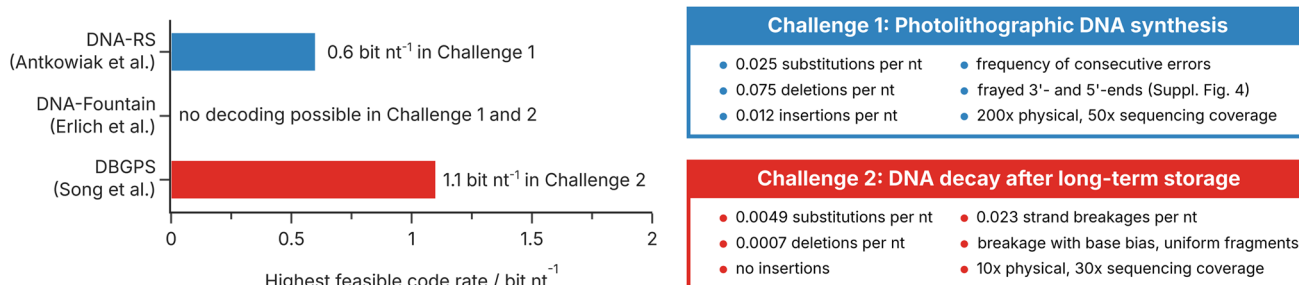 DNA-RS
(Antkowiak et al.)
0.6 bit nt⁻¹ in Challenge 1
DNA-Fountain
(Erlich et al.)
no decoding possible in Challenge 1 and 2
DBGPS
(Song et al.)
1.1 bit nt⁻¹ in Challenge 2
0 0.5 1 1.5 2
Highest feasible code rate / bit nt⁻¹
Challenge 1: Photolithographic DNA synthesis
• 0.025 substitutions per nt
• 0.075 deletions per nt
• 0.012 insertions per nt
• frequency of consecutive errors
• frayed 3'- and 5'-ends (Suppl. Fig. 4)
• 200x physical, 50x sequencing coverage
Challenge 2: DNA decay after long-term storage
• 0.0049 substitutions per nt
• 0.0007 deletions per nt
• no insertions
• 0.023 strand breakages per nt
• breakage with base bias, uniform fragments
• 10x physical, 30x sequencing coverage